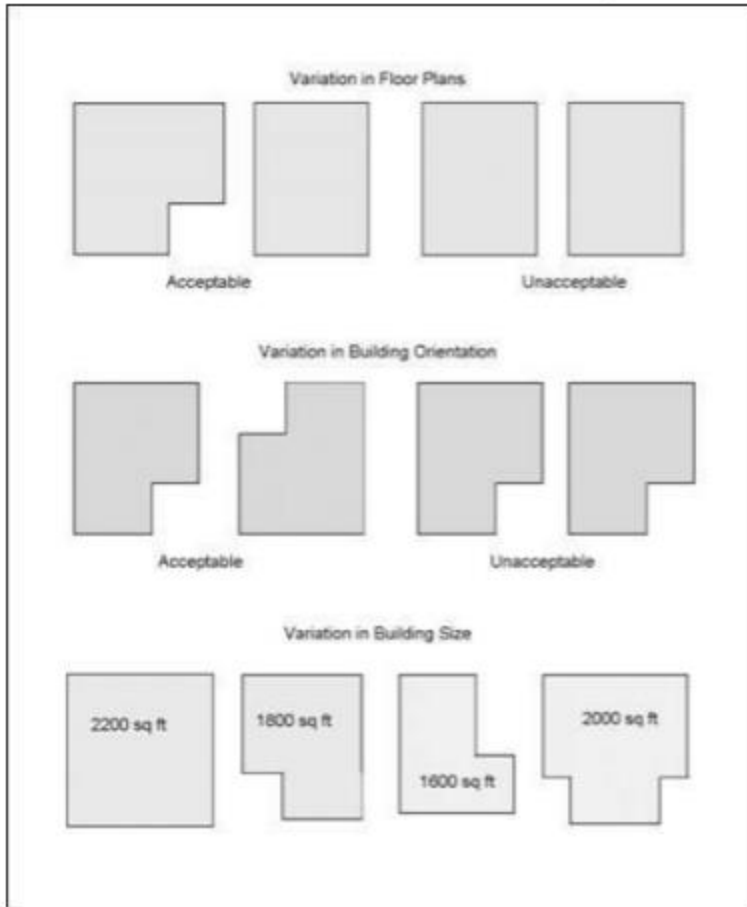 Variation in Floor Plans
Acceptable
Unacceptable
Variation in Building Orientation
Acceptable
Unacceptable
Variation in Building Size
2200 sq ft
1800 sq ft
1600 sq ft
2000 sq ft